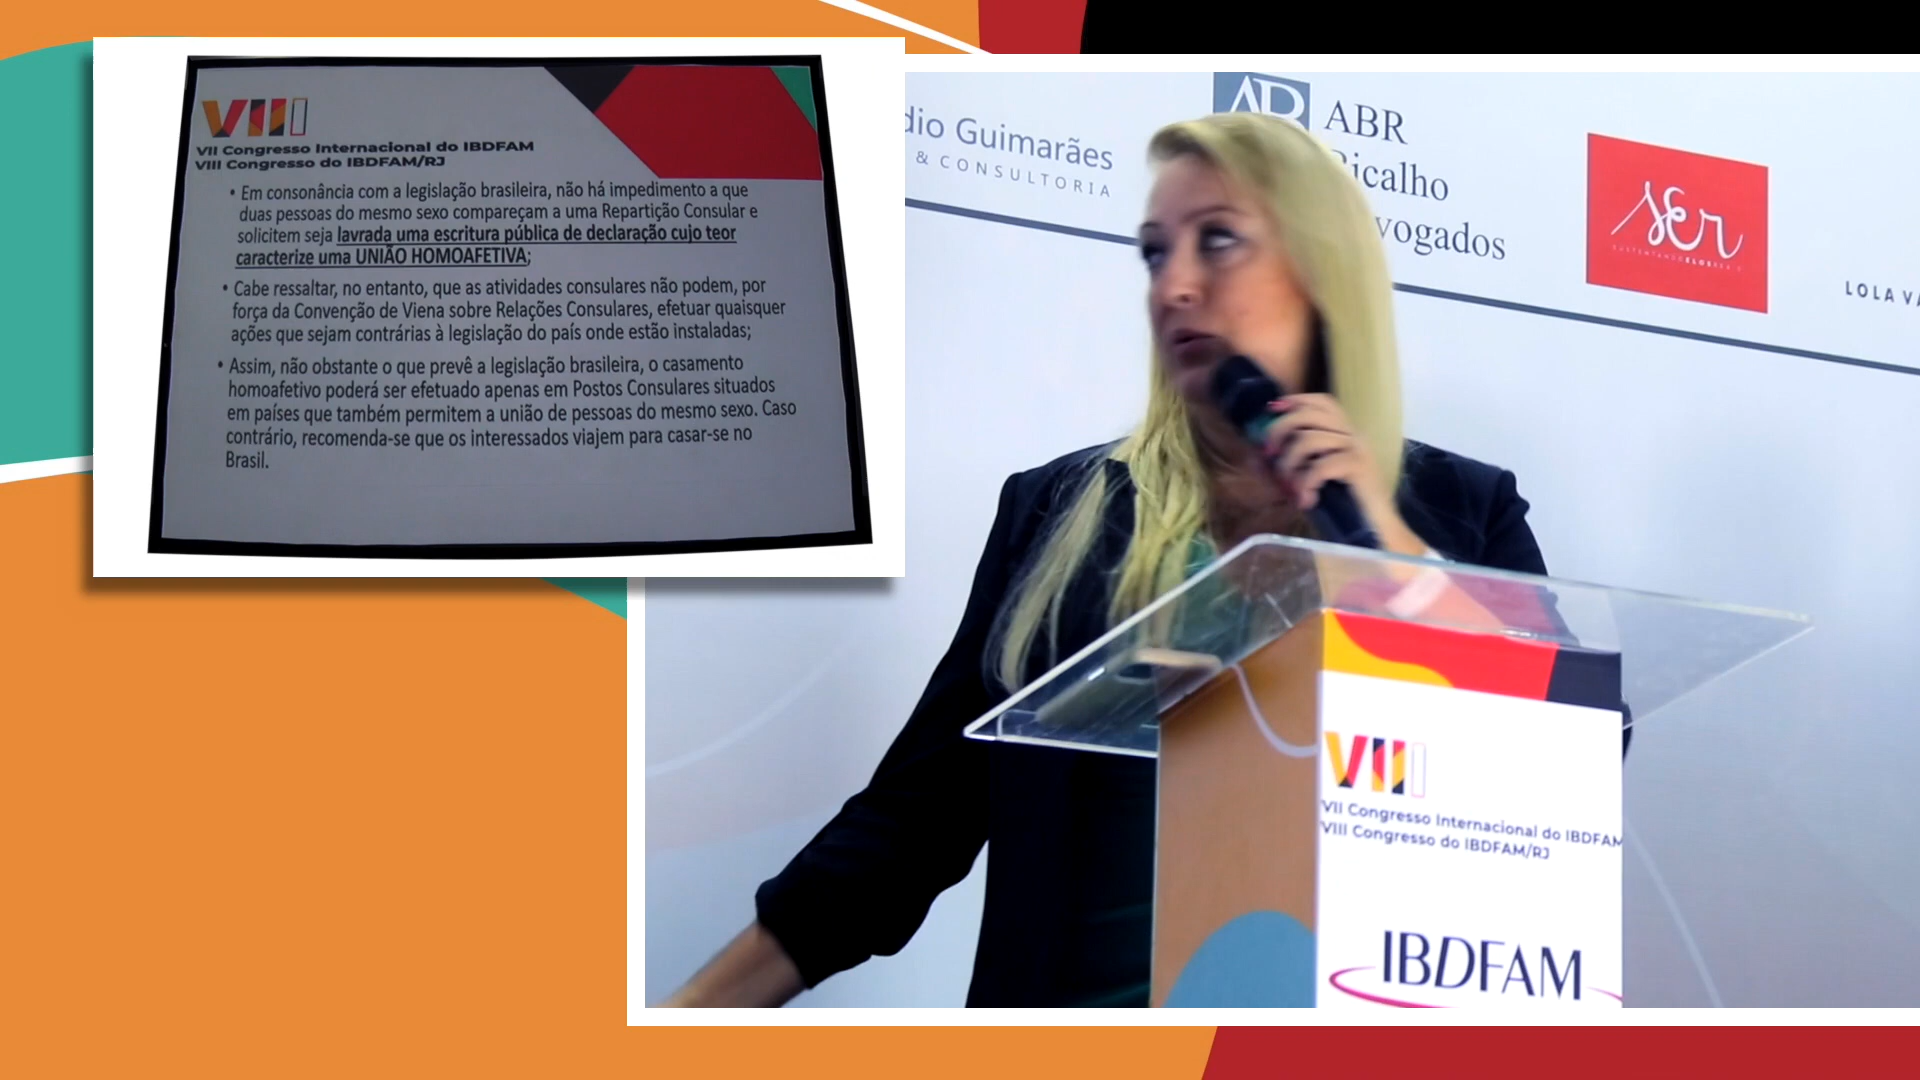 VIII
VII Congresso Internacional do IBDFAM
VIII Congresso do IBDFAM/RJ
• Em consonância com a legislação brasileira, não há impedimento a que
duas pessoas do mesmo sexo compareçam a uma Repartição Consular e
solicitem seja lavrada uma escritura pública de declaração cujo teor
caracterize uma UNIÃO HOMOAFETIVA;
• Cabe ressaltar, no entanto, que as atividades consulares não podem, por
força da Convenção de Viena sobre Relações Consulares, efetuar quaisquer
ações que sejam contrárias à legislação do país onde estão instaladas;
• Assim, não obstante o que prevê a legislação brasileira, o casamento
homoafetivo poderá ser efetuado apenas em Postos Consulares situados
em países que também permitem a união de pessoas do mesmo sexo. Caso
contrário, recomenda-se que os interessados viajem para casar-se no
Brasil.
dio Guimarães
& CONSULTORIA
ABR
icalho
vogados
ser
LOLA
VIII
VII Congresso Internacional do IBDFAM
VIII Congresso do IBDFAM/RJ
IBDFAM